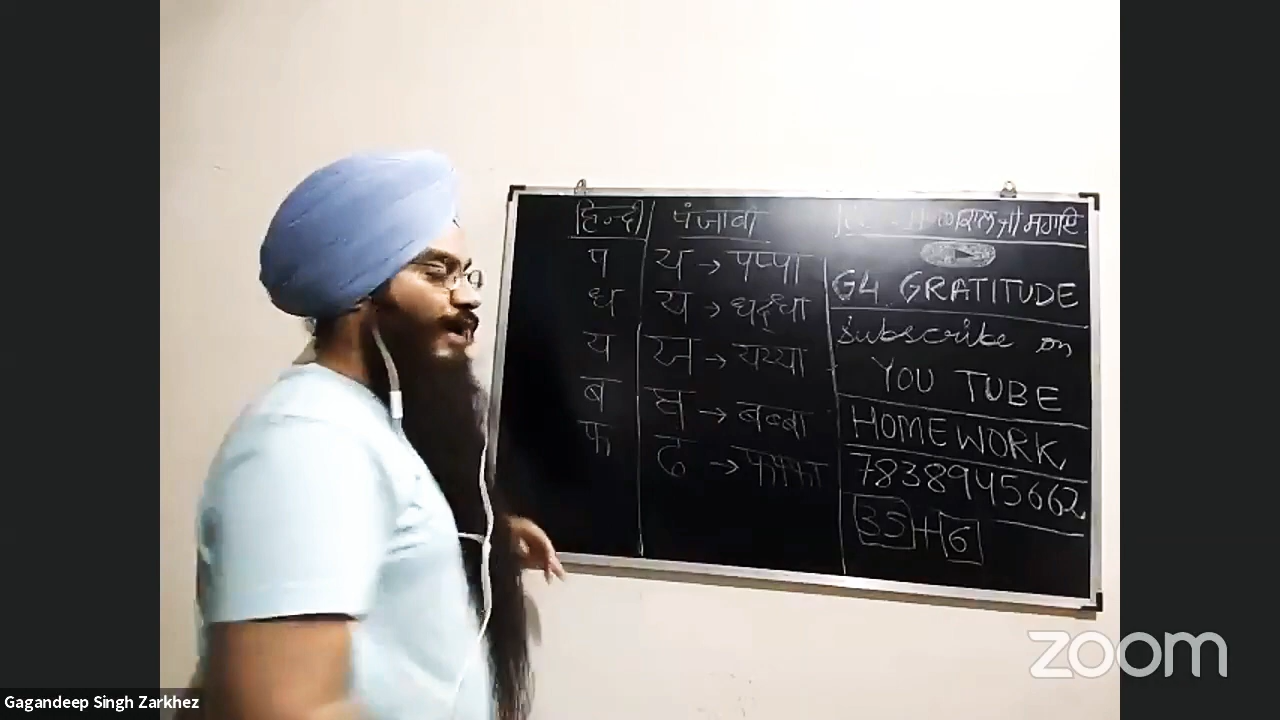 हिन्दी पंजाबी
प ਪ → पप्पा
ध ਧ → धद्धा
य ਯ → यय्या
ब ਬ → बब्बा
फ ਫ → फफ्फा
G4 GRATITUDE
Subscribe on
YOU TUBE
HOMEWORK
7838945662
35+6
zoom
Gagandeep Singh Zarkhez